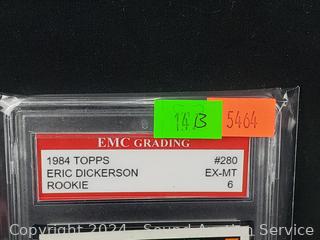 14B
5464
EMC GRADING
1984 TOPPS #280
ERIC DICKERSON EX-MT
ROOKIE 6
Copyright 2024 - Sound Auction Service